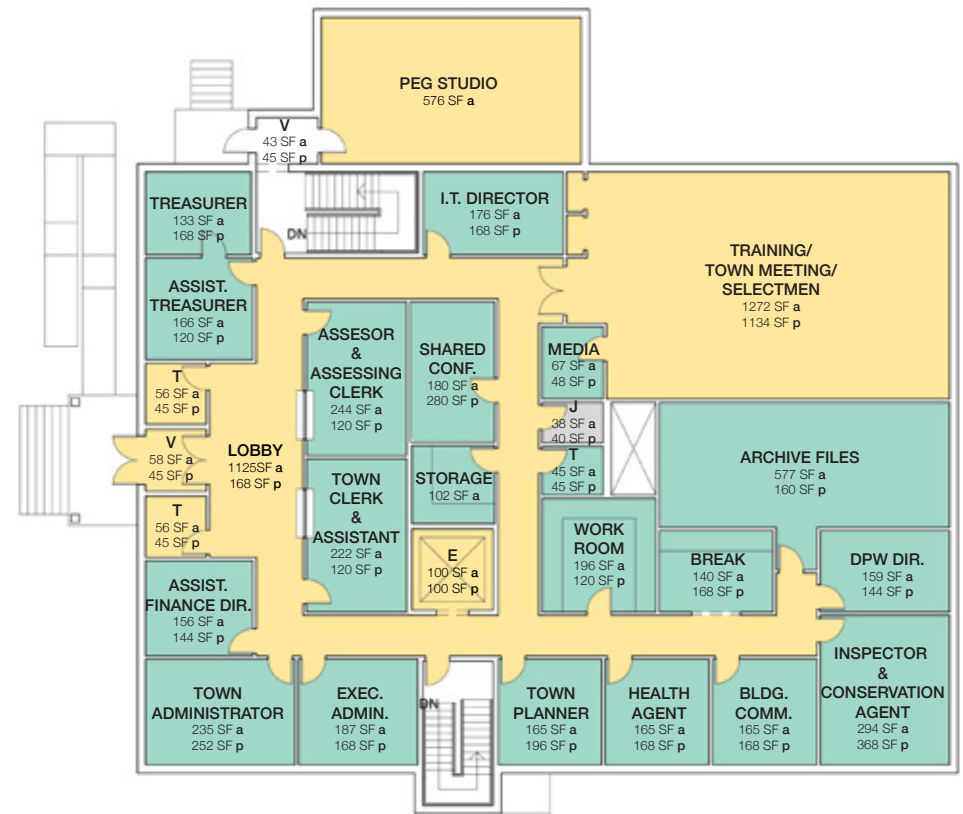 PEG STUDIO
576 SF a
V
43 SF a
45 SF p
TREASURER
133 SF a
168 SF p
DN
I.T. DIRECTOR
176 SF a
168 SF p
TRAINING/
TOWN MEETING/
SELECTMEN
1272 SF a
1134 SF p
ASSIST.
TREASURER
166 SF a
120 SF p
ASSESOR
&
ASSESSING
CLERK
244 SF a
120 SF p
SHARED
CONF.
180 SF a
280 SF p
MEDIA
67 SF a
48 SF p
T
56 SF a
45 SF p
J
38 SF a
40 SF p
V
58 SF a
45 SF p
LOBBY
1125SF a
168 SF p
T
45 SF a
45 SF p
ARCHIVE FILES
577 SF a
160 SF p
STORAGE
102 SF a
TOWN
CLERK
&
ASSISTANT
222 SF a
120 SF p
T
56 SF a
45 SF p
E
100 SF a
100 SF p
WORK
ROOM
196 SF a
120 SF p
BREAK
140 SF a
168 SF p
DPW DIR.
159 SF a
144 SF p
ASSIST.
FINANCE DIR.
156 SF a
144 SF p
TOWN
ADMINISTRATOR
235 SF a
252 SF p
EXEC.
ADMIN.
187 SF a
168 SF p
DN
TOWN
PLANNER
165 SF a
196 SF p
HEALTH
AGENT
165 SF a
168 SF p
BLDG.
COMM.
165 SF a
168 SF p
INSPECTOR
&
CONSERVATION
AGENT
294 SF a
368 SF p